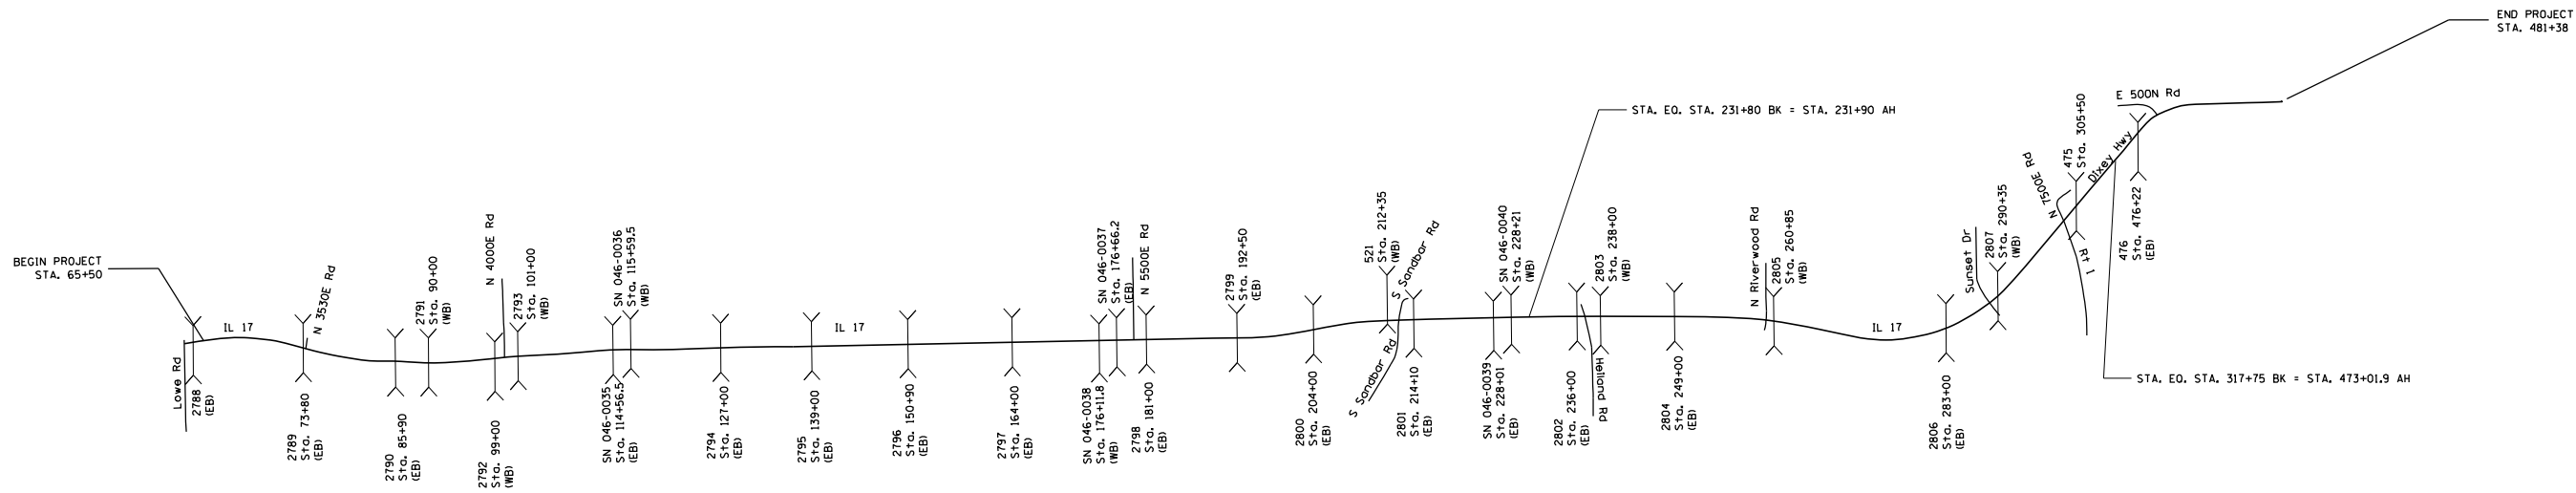 END PROJECT
STA. 481+38
E 500N Rd
STA. EQ. STA. 231+80 BK = STA. 231+90 AH
475
Sta. 305+50
Dixey Hwy
N 7500E Rd
Rt 1
476
Sta. 476+22
(EB)
BEGIN PROJECT
STA. 65+50
Lowe Rd
2788
(EB)
IL 17
N 3530E Rd
2789
Sta. 73+80
(EB)
2790
Sta. 85+90
(EB)
2791
Sta. 90+00
(WB)
2792
Sta. 99+00
(WB)
N 4000E Rd
2793
Sta. 101+00
(WB)
SN 046-0035
Sta. 114+56.5
(EB)
SN 046-0036
Sta. 115+59.5
(WB)
2794
Sta. 127+00
(EB)
2795
Sta. 139+00
(EB)
IL 17
2796
Sta. 150+90
(EB)
2797
Sta. 164+00
(EB)
SN 046-0038
Sta. 176+11.8
(WB)
SN 046-0037
Sta. 176+66.2
(EB)
N 5500E Rd
2798
Sta. 181+00
(EB)
2799
Sta. 192+50
(EB)
2800
Sta. 204+00
(EB)
521
Sta. 212+35
(WB)
S Sandbar Rd
S Sandbar Rd
2801
Sta. 214+10
(EB)
SN 046-0039
Sta. 228+01
(EB)
SN 046-0040
Sta. 228+21
(WB)
2802
Sta. 236+00
(EB)
Heiland Rd
2803
Sta. 238+00
(WB)
2804
Sta. 249+00
(EB)
N Riverwood Rd
2805
Sta. 260+85
(WB)
IL 17
2806
Sta. 283+00
(EB)
Sunset Dr
2807
Sta. 290+35
(WB)
STA. EQ. STA. 317+75 BK = STA. 473+01.9 AH